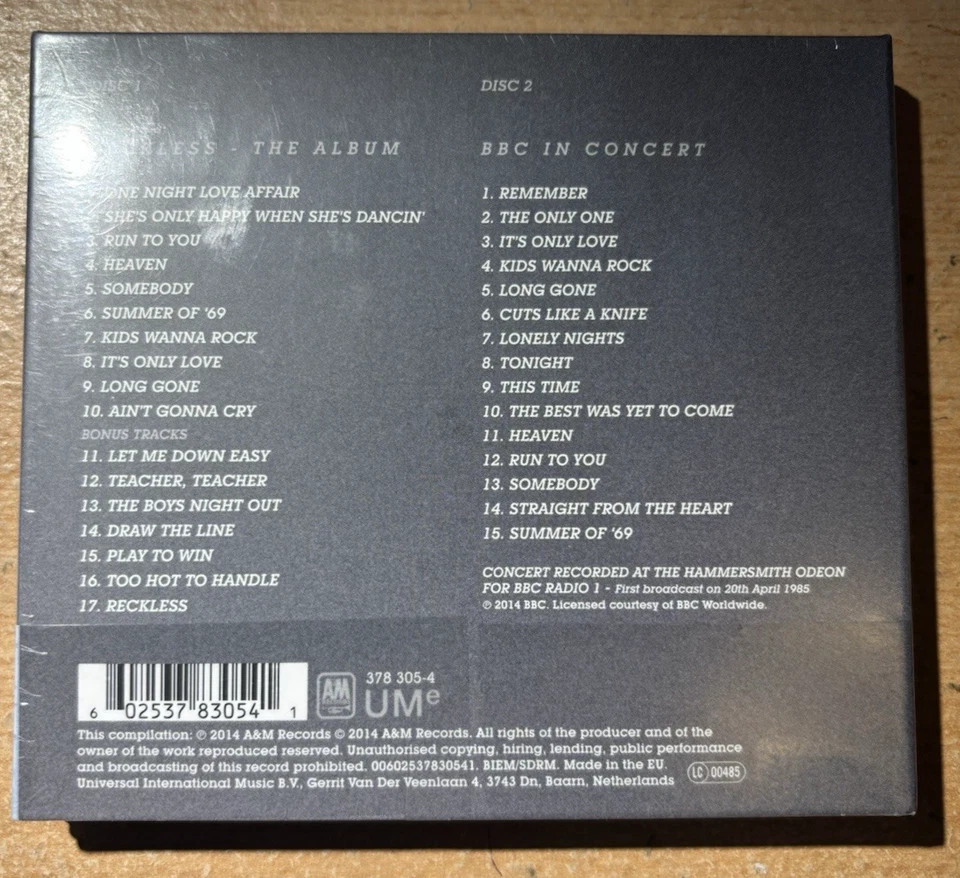 DISC 1
RECKLESS - THE ALBUM
1. ONE NIGHT LOVE AFFAIR
2. SHE'S ONLY HAPPY WHEN SHE'S DANCIN'
3. RUN TO YOU
4. HEAVEN
5. SOMEBODY
6. SUMMER OF '69
7. KIDS WANNA ROCK
8. IT'S ONLY LOVE
9. LONG GONE
10. AIN'T GONNA CRY
BONUS TRACKS
11. LET ME DOWN EASY
12. TEACHER, TEACHER
13. THE BOYS NIGHT OUT
14. DRAW THE LINE
15. PLAY TO WIN
16. TOO HOT TO HANDLE
17. RECKLESS
DISC 2
BBC IN CONCERT
1. REMEMBER
2. THE ONLY ONE
3. IT'S ONLY LOVE
4. KIDS WANNA ROCK
5. LONG GONE
6. CUTS LIKE A KNIFE
7. LONELY NIGHTS
8. TONIGHT
9. THIS TIME
10. THE BEST WAS YET TO COME
11. HEAVEN
12. RUN TO YOU
13. SOMEBODY
14. STRAIGHT FROM THE HEART
15. SUMMER OF '69
CONCERT RECORDED AT THE HAMMERSMITH ODEON
FOR BBC RADIO 1 - First broadcast on 20th April 1985
℗ 2014 BBC. Licensed courtesy of BBC Worldwide.
6 02537 83054 1
A&M
378 305-4
UMe
This compilation: ℗ 2014 A&M Records © 2014 A&M Records. All rights of the producer and of the
owner of the work reproduced reserved. Unauthorised copying, hiring, lending, public performance
and broadcasting of this record prohibited. 00602537830541. BIEM/SDRM. Made in the EU.
Universal International Music B.V., Gerrit Van Der Veenlaan 4, 3743 Dn, Baarn, Netherlands
LC 00485